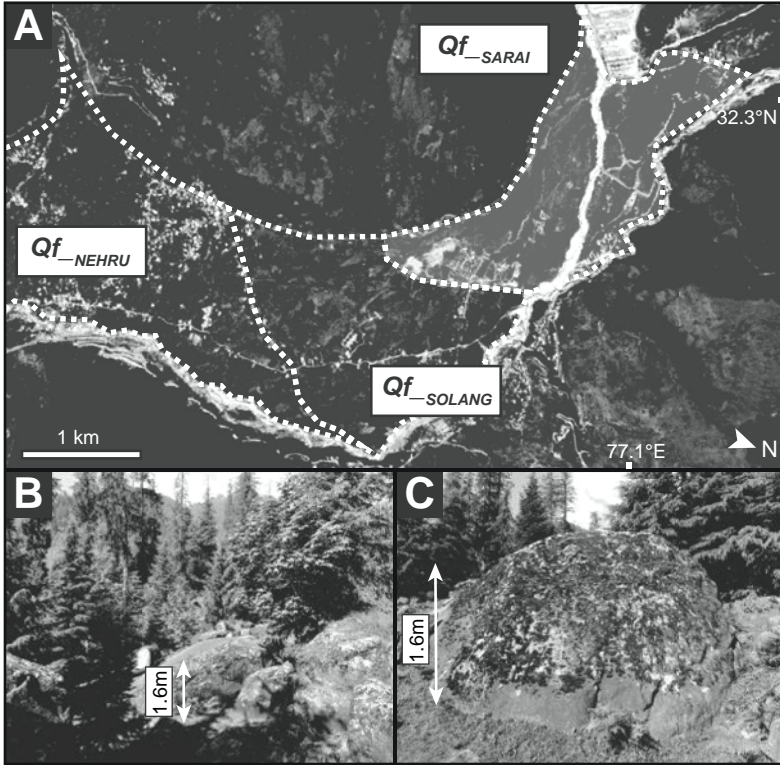 A
Qf_SARAI
32.3°N
Qf_NEHRU
Qf_SOLANG
1 km
77.1°E
N
B
1.6m
C
1.6m